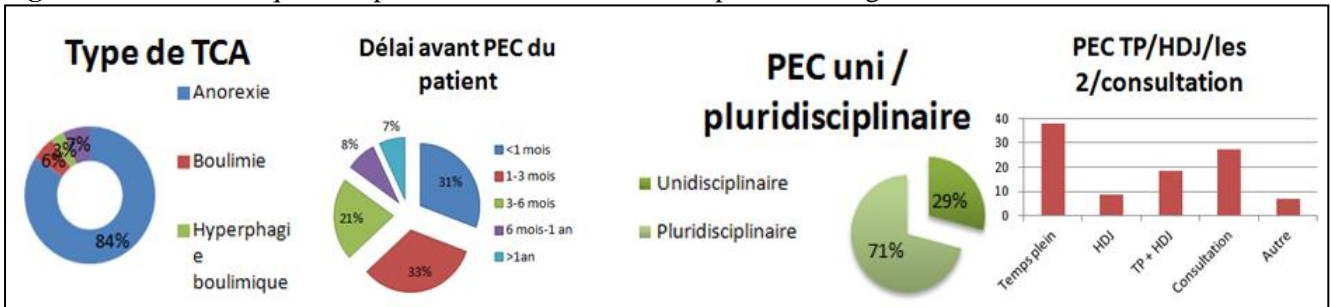 Type de TCA
Anorexie
Boulimie
Hyperphagi
e
boulimique
84%
6%
3%
7%
Délai avant PEC du
patient
31%
33%
21%
8%
7%
<1 mois
1-3 mois
3-6 mois
6 mois-1 an
>1an
PEC uni /
pluridisciplinaire
Unidisciplinaire
Pluridisciplinaire
29%
71%
PEC TP/HDJ/les
2/consultation
40
30
20
10
0
Temps plein
HDJ
TP + HDJ
Consultation
Autre